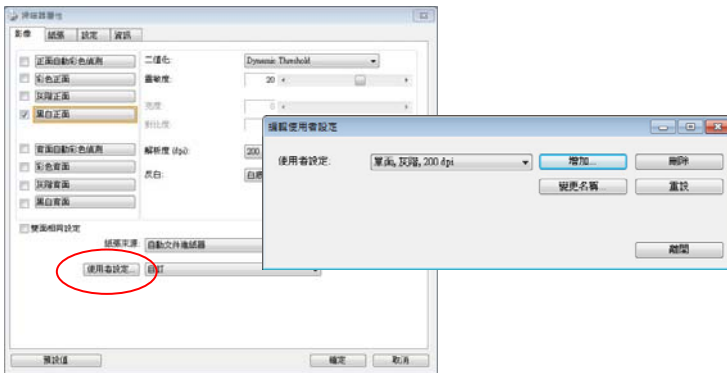 掃瞄器屬性
影像 紙張 設定 資訊
正面自動彩色偵測
彩色正面
灰階正面
黑白正面
背面自動彩色偵測
彩色背面
灰階背面
黑白背面
二值化: Dynamic Threshold
靈敏度: 20
亮度: 0
對比度:
解析度 (dpi): 200
反白:
雙面相同設定
紙張來源: 自動文件進紙器
使用者設定... 自訂
預設值 確定 取消
編輯使用者設定
使用者設定: 單面, 灰階, 200 dpi 增加... 刪除
變更名稱... 重設
離開